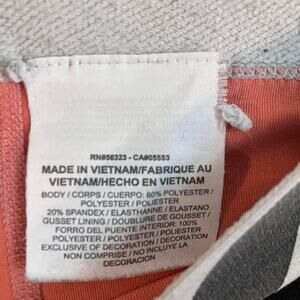 RN#56323 - CA#05553
MADE IN VIETNAM/FABRIQUE AU
VIETNAM/HECHO EN VIETNAM
BODY / CORPS / CUERPO: 80% POLYESTER /
POLYESTER / POLIESTER
20% SPANDEX / ELASTHANNE / ELASTANO
GUSSET LINING / DOUBLURE DE GOUSSET /
FORRO DEL PUENTE INTERIOR: 100%
POLYESTER / POLYESTER / POLIESTER
EXCLUSIVE OF DECORATION / DECORATION
NON COMPRISE / NO INCLUYE LA
DECORACION